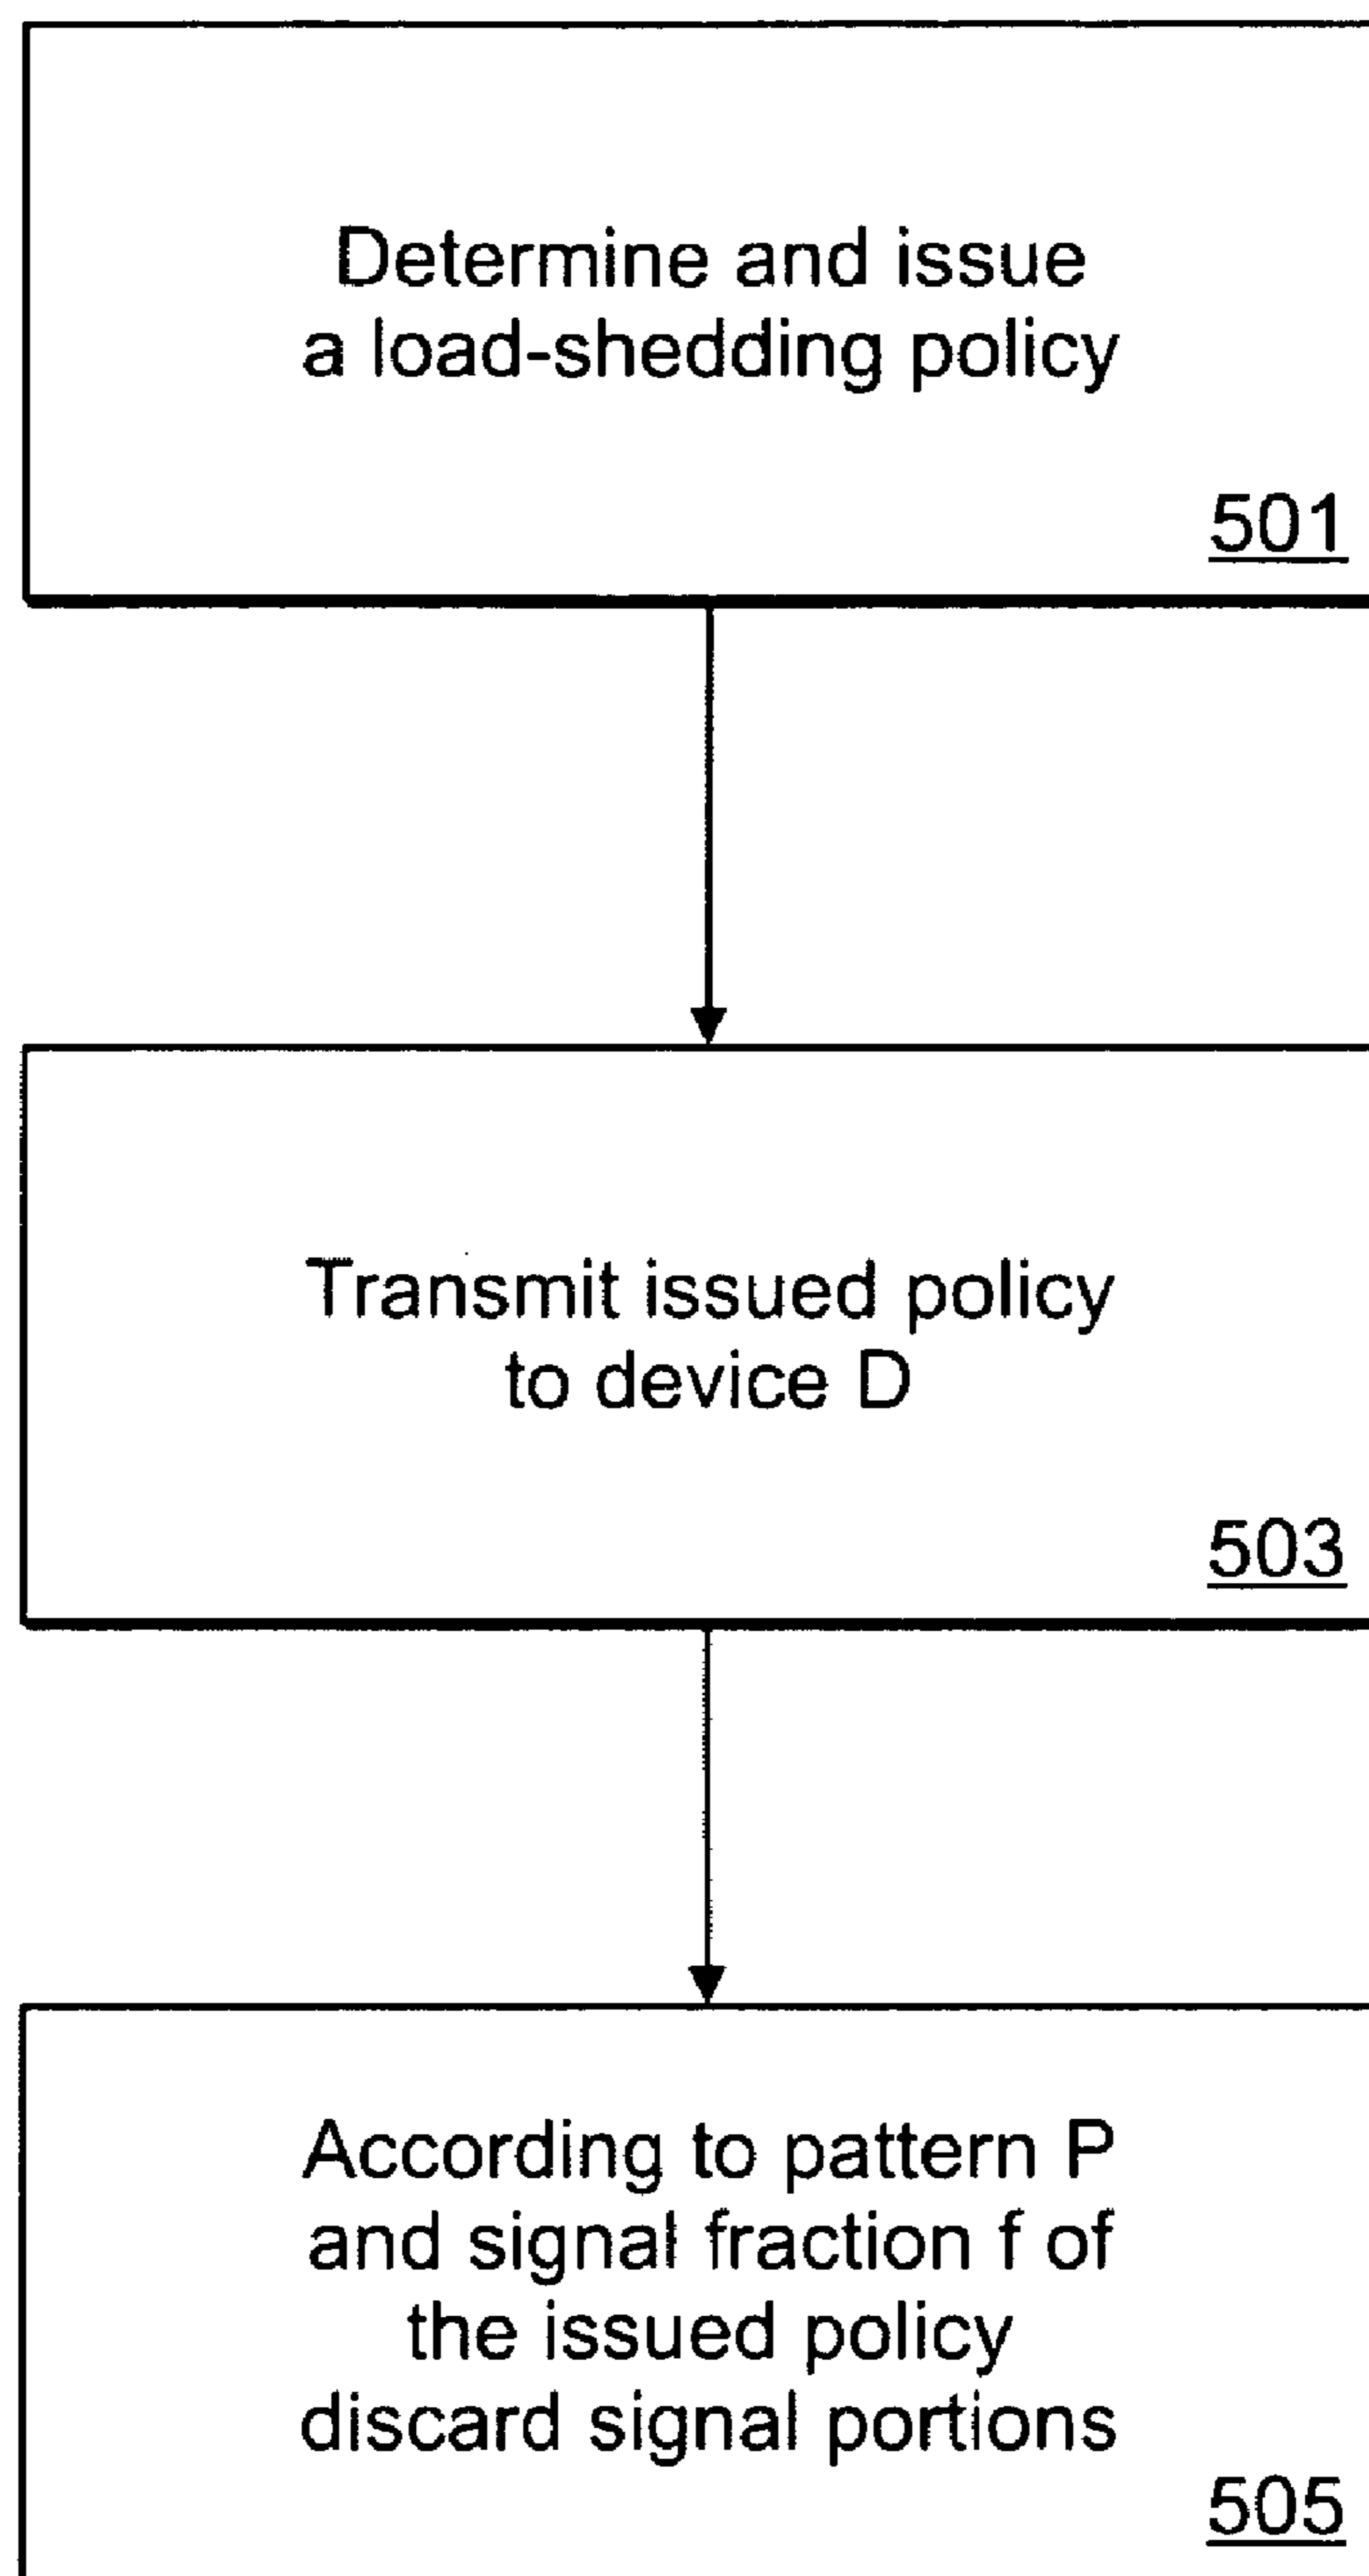 Determine and issue
a load-shedding policy
501
Transmit issued policy
to device D
503
According to pattern P
and signal fraction f of
the issued policy
discard signal portions
505